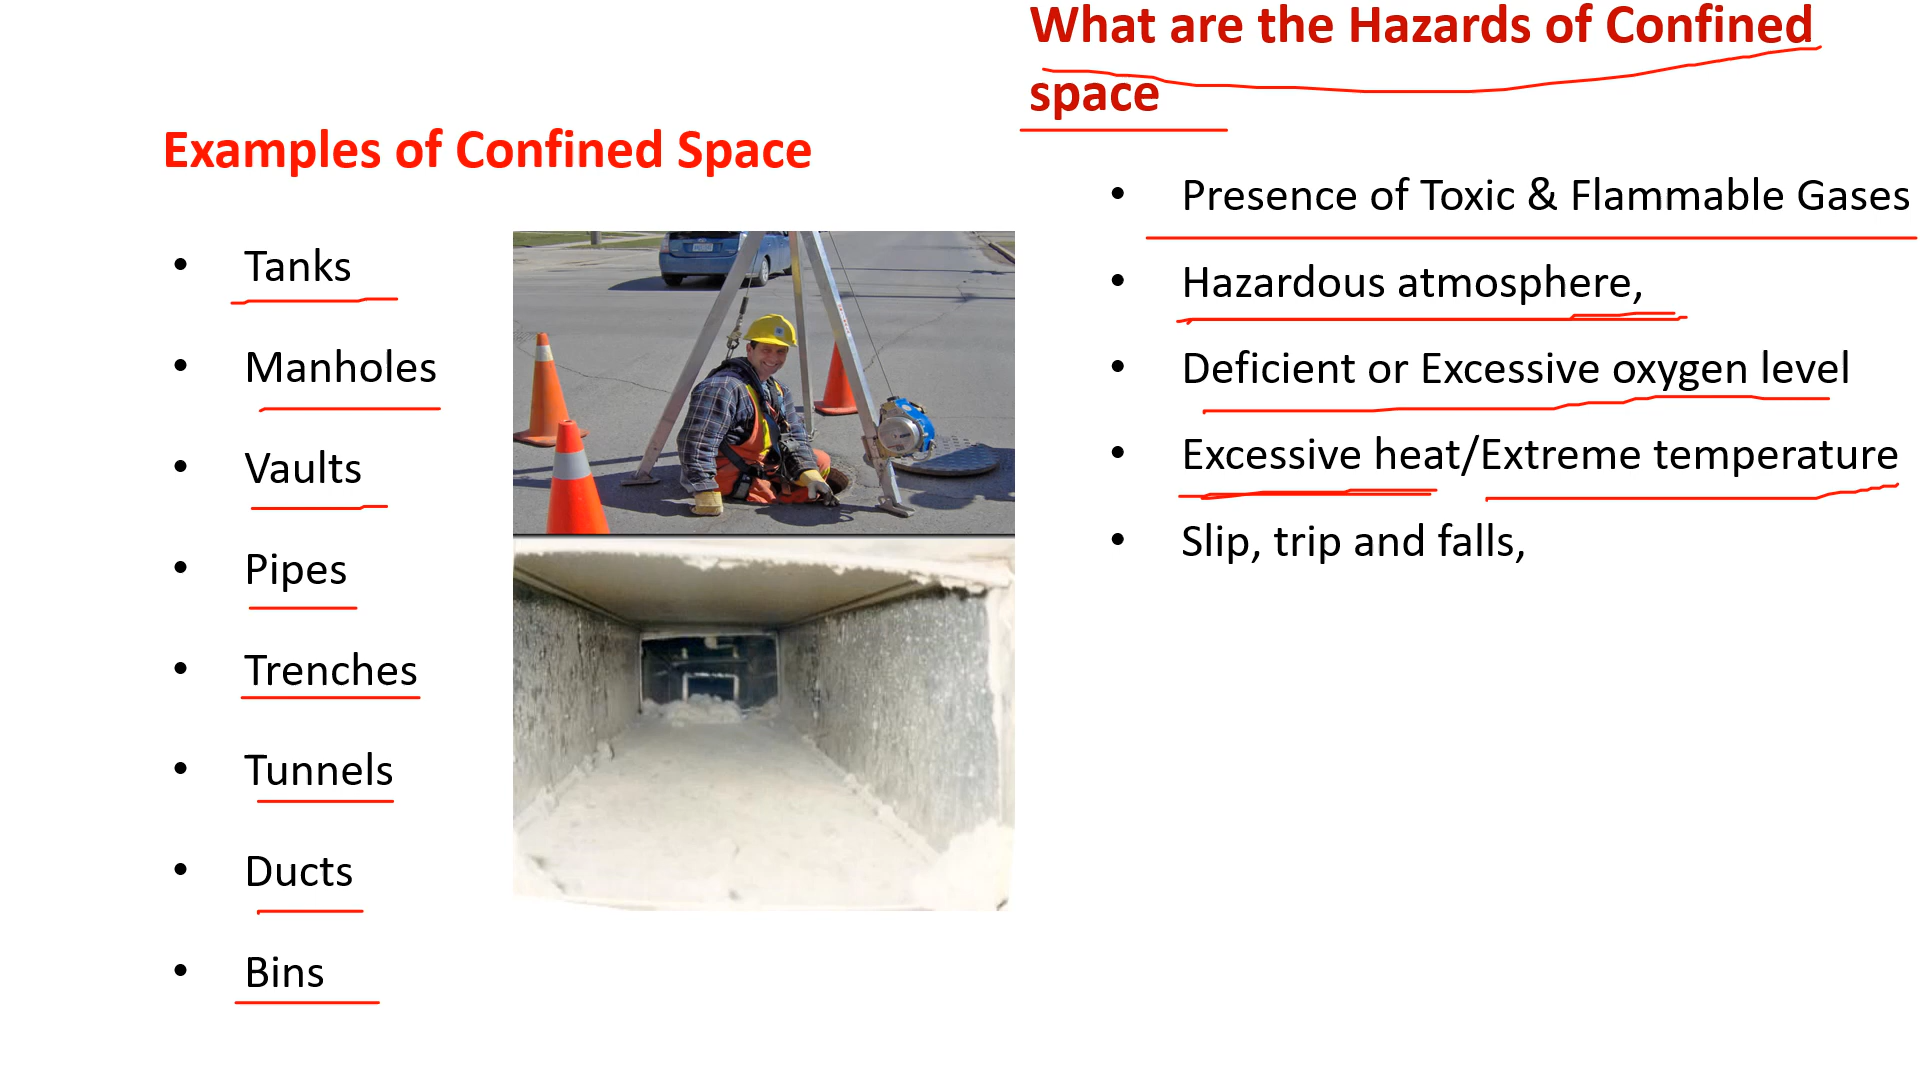 Examples of Confined Space
• Tanks
• Manholes
• Vaults
• Pipes
• Trenches
• Tunnels
• Ducts
• Bins
What are the Hazards of Confined
space
• Presence of Toxic & Flammable Gases
• Hazardous atmosphere,
• Deficient or Excessive oxygen level
• Excessive heat/Extreme temperature
• Slip, trip and falls,